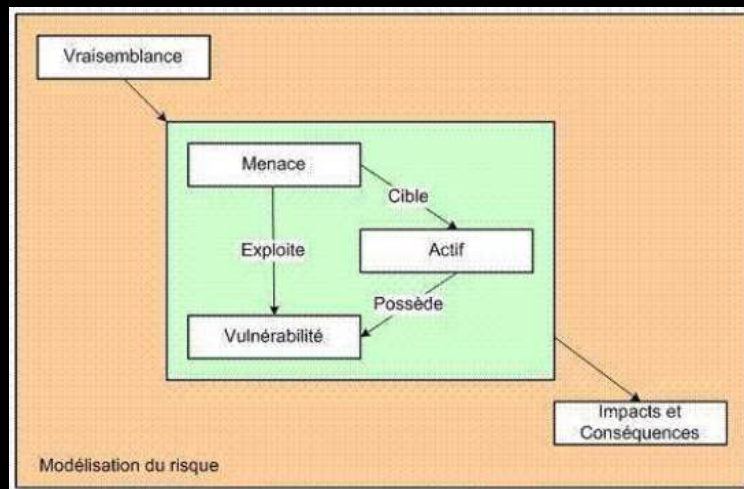 Vraisemblance
Menace
Cible
Exploite
Actif
Possède
Vulnérabilité
Impacts et
Conséquences
Modélisation du risque